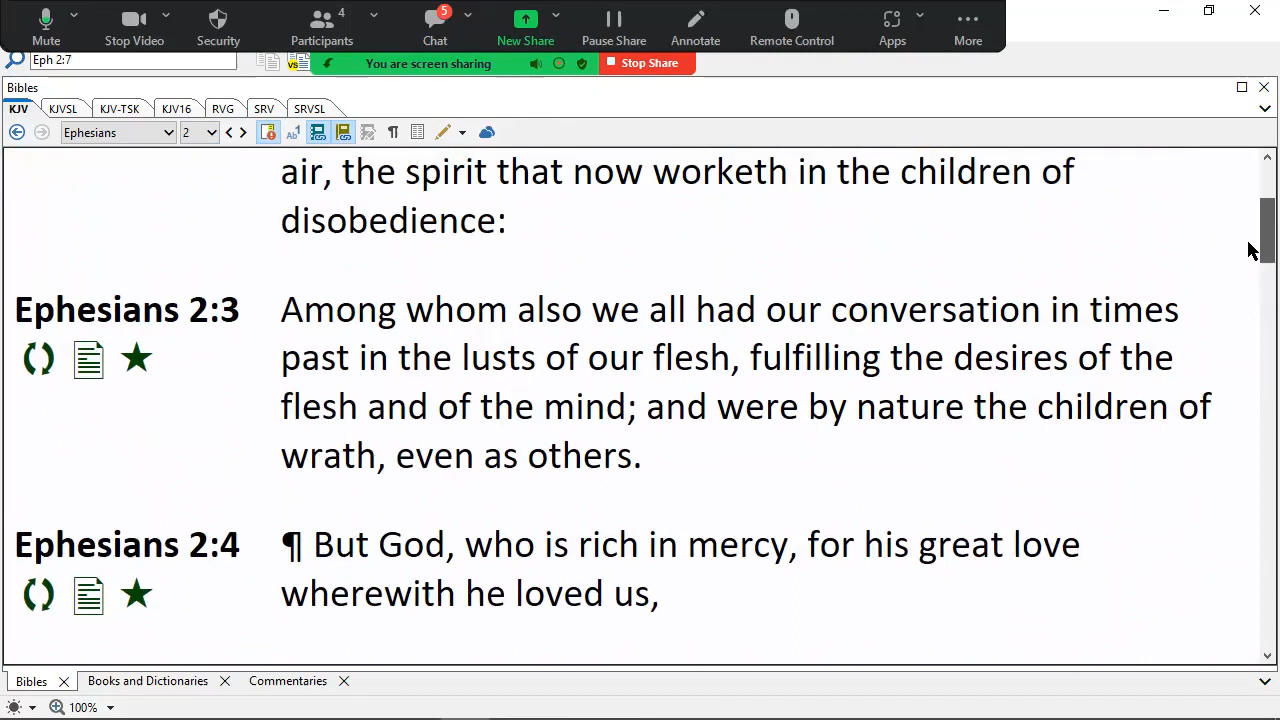 Mute Stop Video Security Participants 4 Chat 5 New Share Pause Share Annotate Remote Control Apps More
Eph 2:7
VS
You are screen sharing Stop Share
Bibles
KJV KJVSL KJV-TSK KJV16 RVG SRV SRVSL
Ephesians 2
air, the spirit that now worketh in the children of
disobedience:
Ephesians 2:3 Among whom also we all had our conversation in times
past in the lusts of our flesh, fulfilling the desires of the
flesh and of the mind; and were by nature the children of
wrath, even as others.
Ephesians 2:4 ¶ But God, who is rich in mercy, for his great love
wherewith he loved us,
Bibles Books and Dictionaries Commentaries
100%